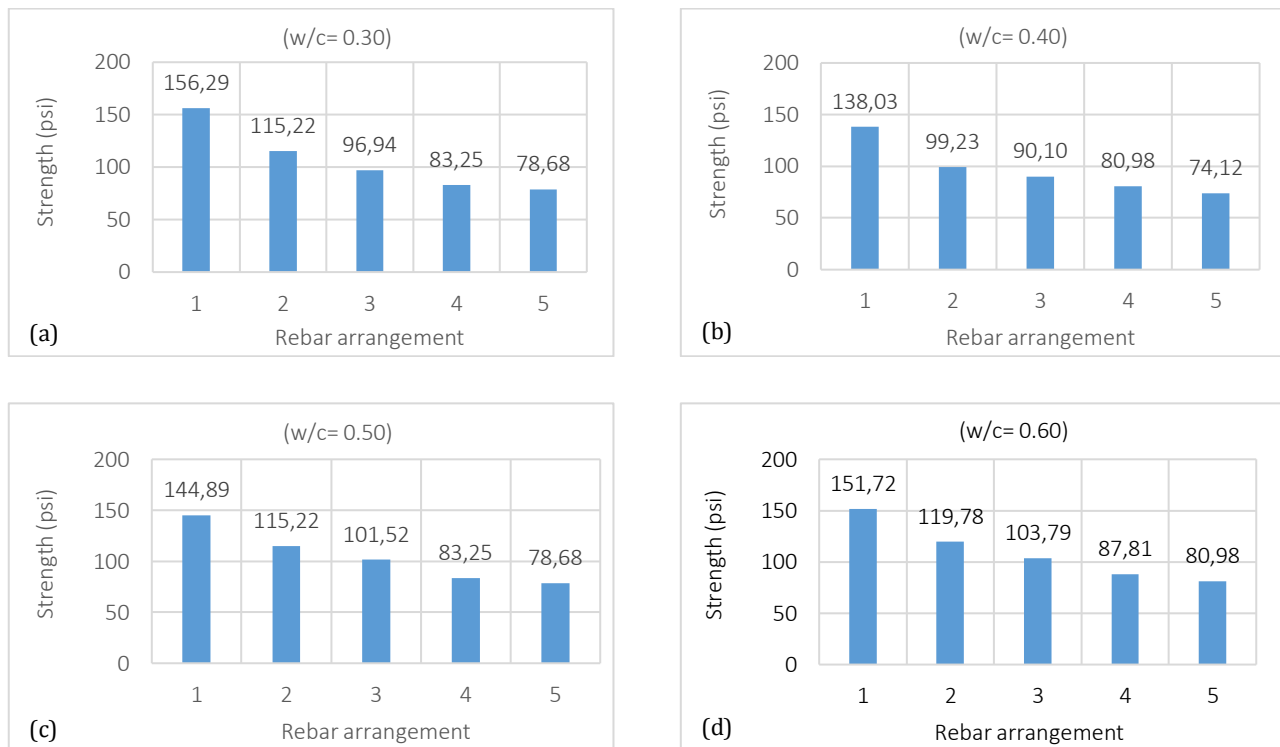 (w/c= 0.30)
200
150
100
50
0
Strength (psi)
156,29
115,22
96,94
83,25
78,68
1 2 3 4 5
Rebar arrangement
(a)
(w/c= 0.40)
200
150
100
50
0
Strength (psi)
138,03
99,23
90,10
80,98
74,12
1 2 3 4 5
Rebar arrangement
(b)
(w/c= 0.50)
200
150
100
50
0
Strength (psi)
144,89
115,22
101,52
83,25
78,68
1 2 3 4 5
Rebar arrangement
(c)
(w/c= 0.60)
200
150
100
50
0
Strength (psi)
151,72
119,78
103,79
87,81
80,98
1 2 3 4 5
Rebar arrangement
(d)